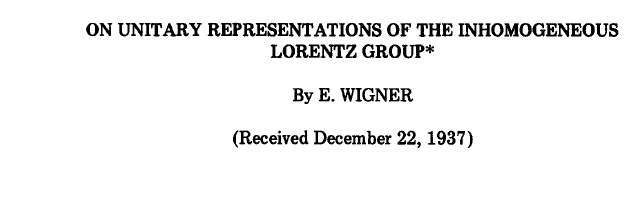 ON UNITARY REPRESENTATIONS OF THE INHOMOGENEOUS
LORENTZ GROUP*
By E. WIGNER
(Received December 22, 1937)